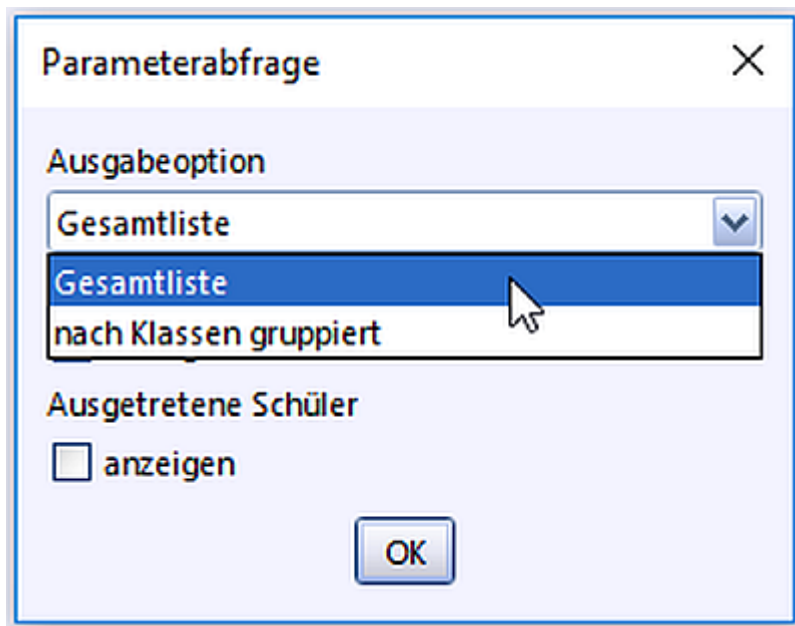 Parameterabfrage
Ausgabeoption
Gesamtliste
Gesamtliste
nach Klassen gruppiert
Ausgetretene Schüler
anzeigen
OK